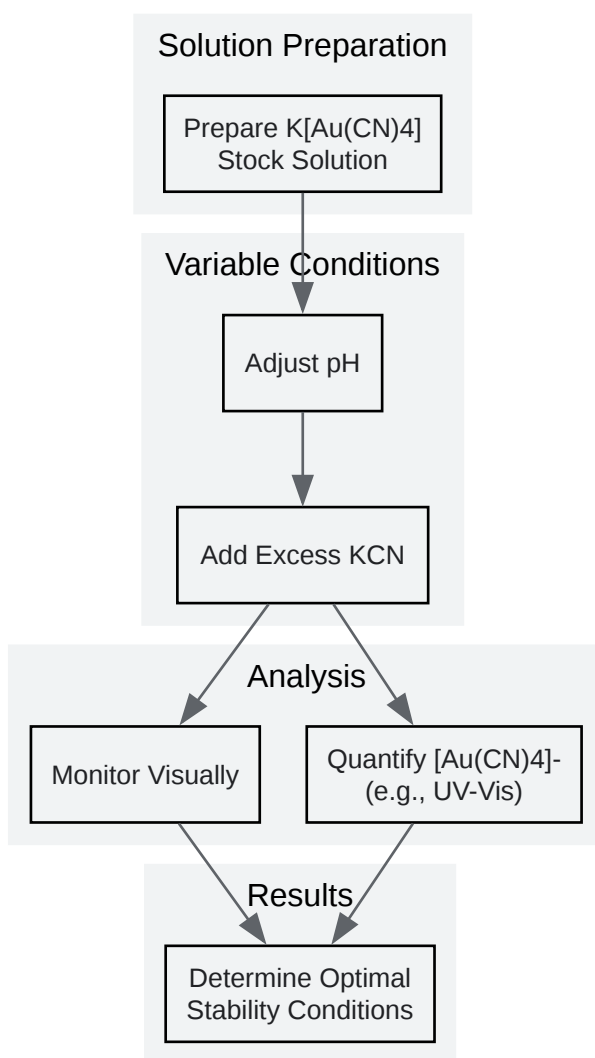 Solution Preparation
Prepare K[Au(CN)4]
Stock Solution
Variable Conditions
Adjust pH
Add Excess KCN
Analysis
Monitor Visually
Quantify [Au(CN)4]-
(e.g., UV-Vis)
Results
Determine Optimal
Stability Conditions